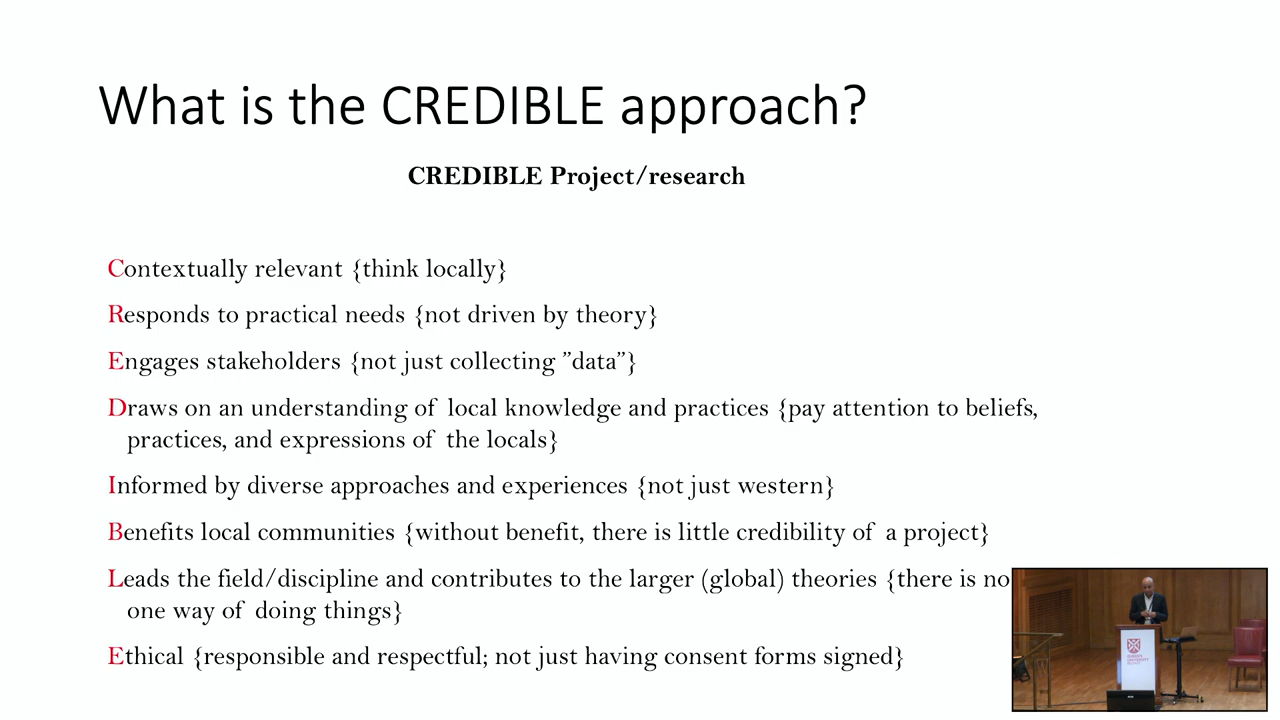 What is the CREDIBLE approach?
CREDIBLE Project/research
Contextually relevant {think locally}
Responds to practical needs {not driven by theory}
Engages stakeholders {not just collecting ”data”}
Draws on an understanding of local knowledge and practices {pay attention to beliefs,
practices, and expressions of the locals}
Informed by diverse approaches and experiences {not just western}
Benefits local communities {without benefit, there is little credibility of a project}
Leads the field/discipline and contributes to the larger (global) theories {there is no
one way of doing things}
Ethical {responsible and respectful; not just having consent forms signed}
QUEEN'S
UNIVERSITY
BELFAST